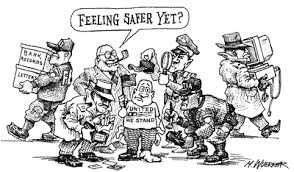 FEELING SAFER YET?
BANK
RECORDS
LETTERS
UNITED
WE STAND
M. WUERKER